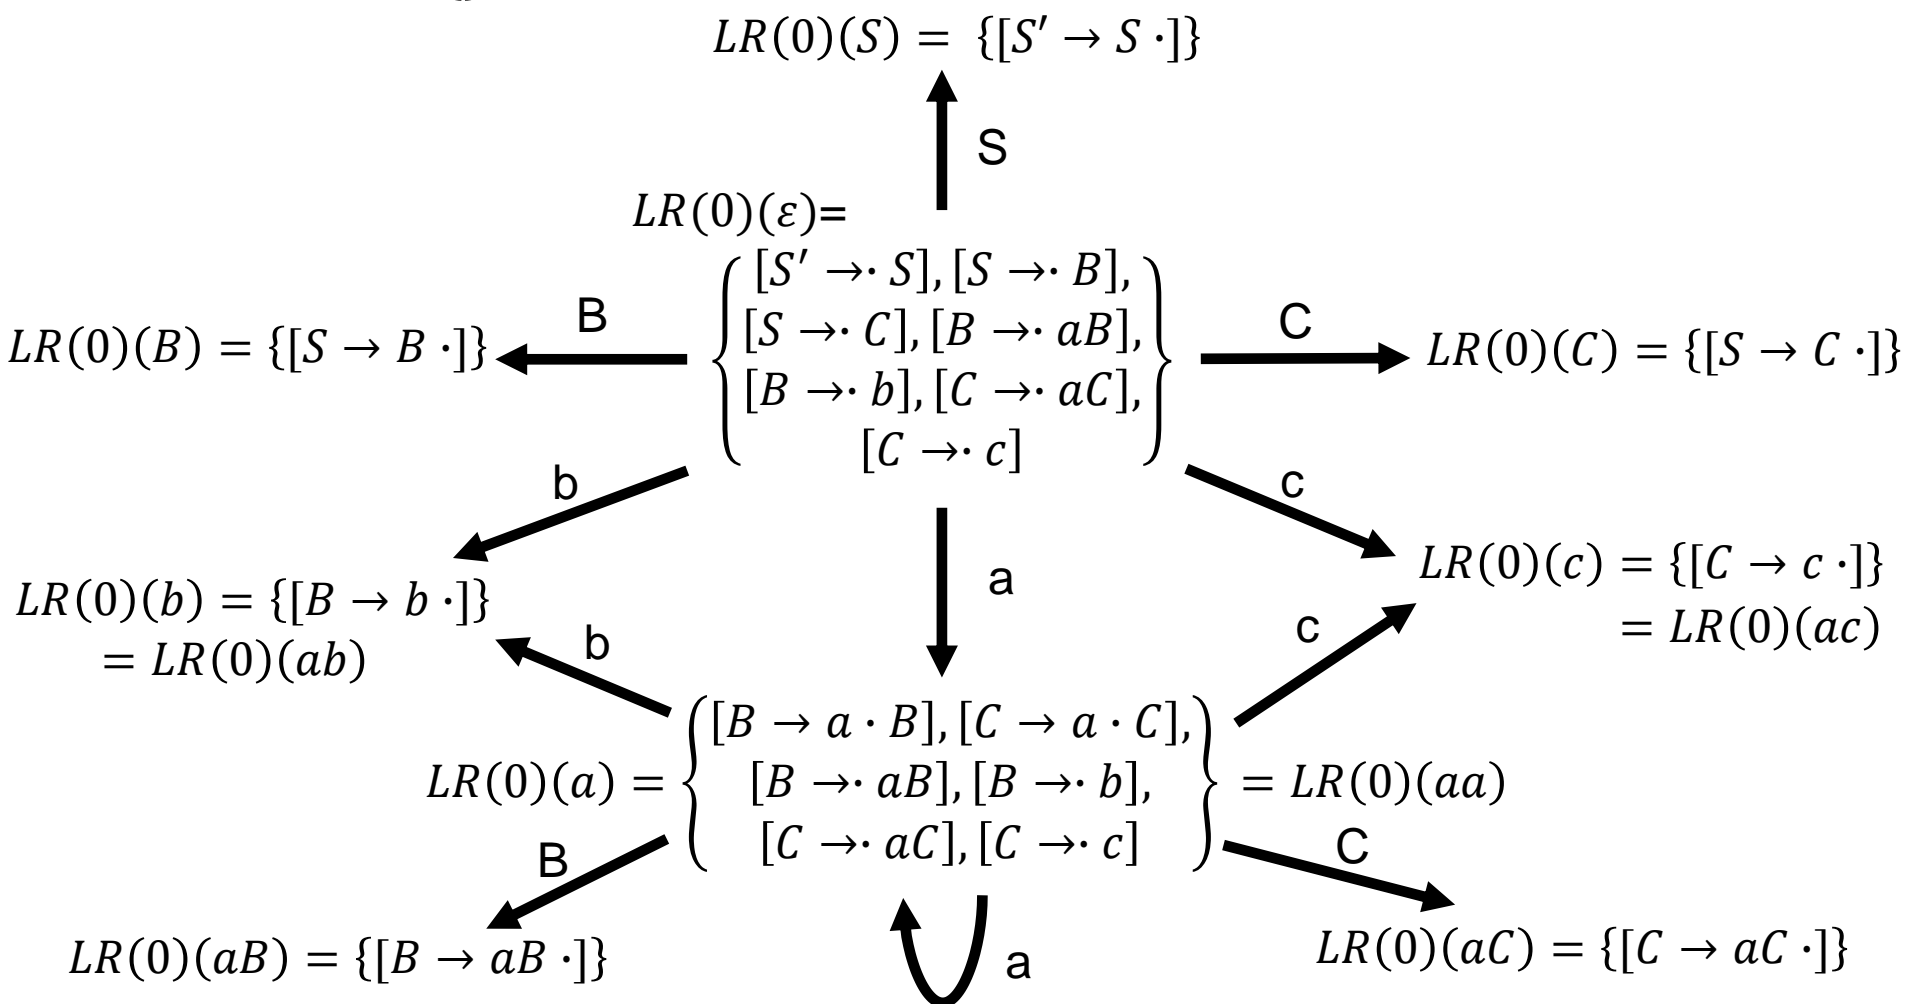 LR(0)(S) = {[S′ → S ·]}
S
LR(0)(ε)=
[S′ →· S], [S →· B],
[S →· C], [B →· aB],
[B →· b], [C →· aC],
[C →· c]
B
LR(0)(B) = {[S → B ·]}
C
LR(0)(C) = {[S → C ·]}
b
c
a
LR(0)(b) = {[B → b ·]}
= LR(0)(ab)
LR(0)(c) = {[C → c ·]}
= LR(0)(ac)
b
c
LR(0)(a) =
[B → a · B], [C → a · C],
[B →· aB], [B →· b],
[C →· aC], [C →· c]
= LR(0)(aa)
B
C
LR(0)(aB) = {[B → aB ·]}
a
LR(0)(aC) = {[C → aC ·]}